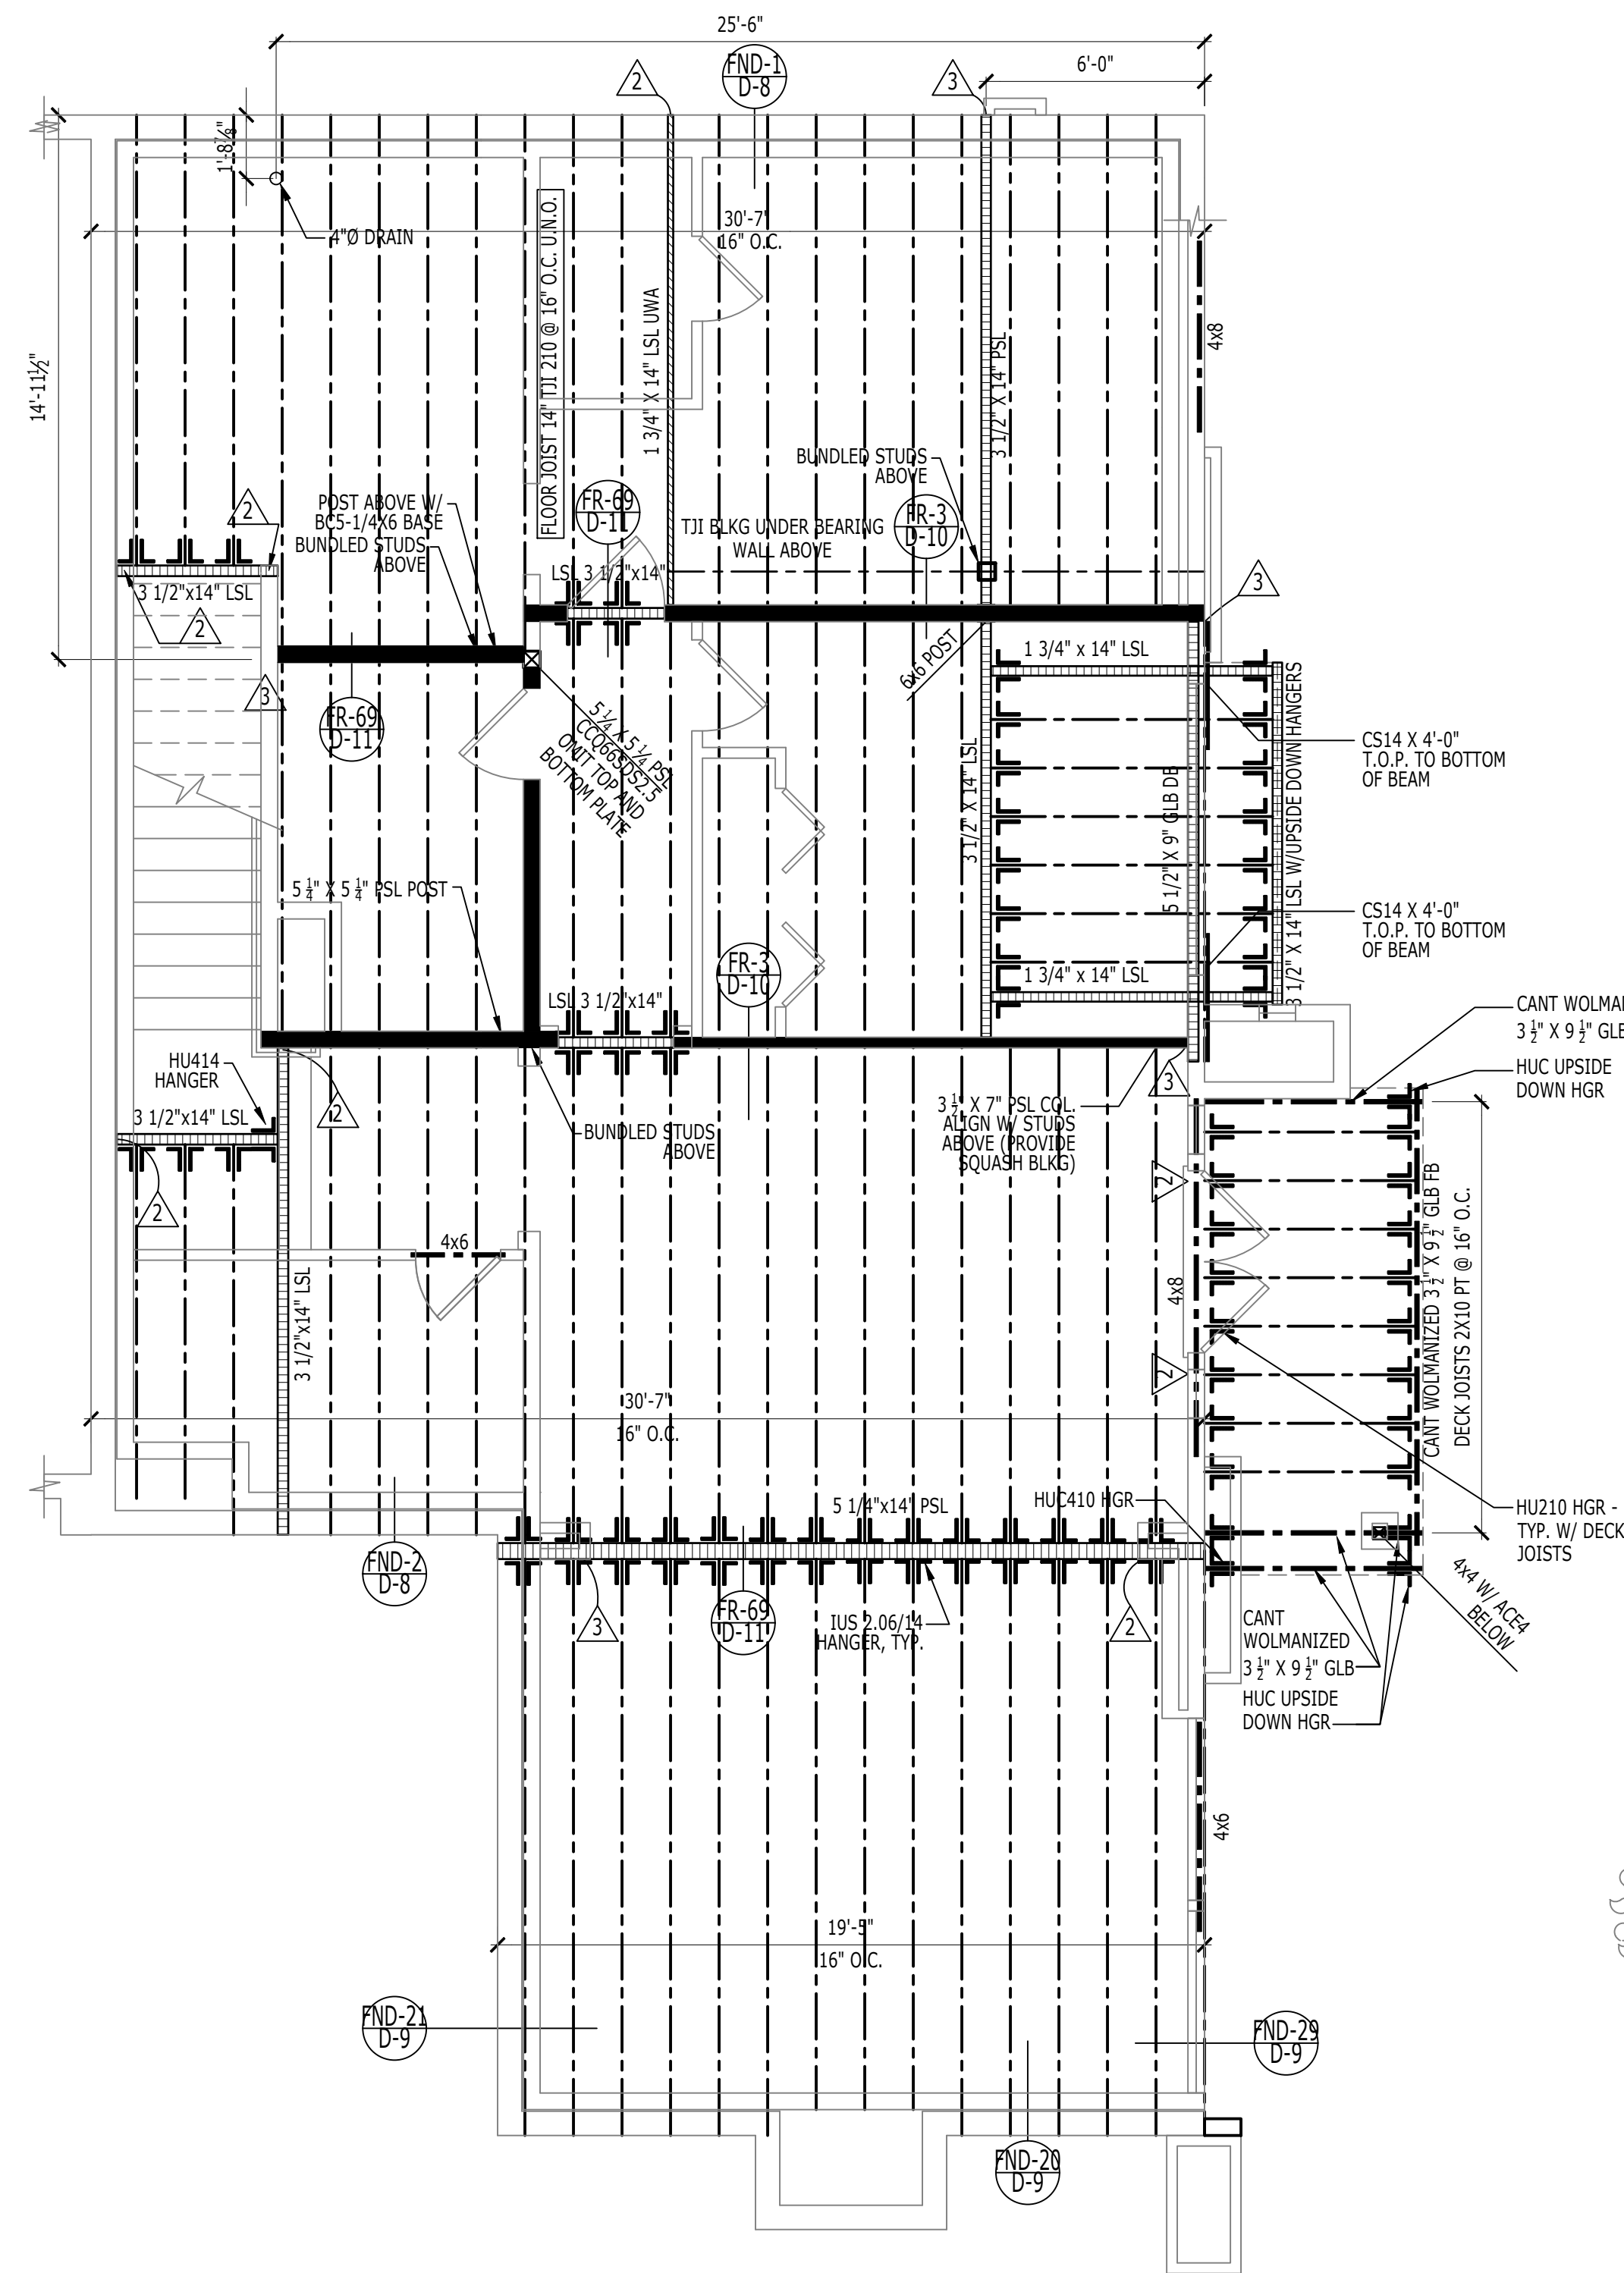 25'-6"
6'-0"
2
FND-1
D-8
3
1'-8⅞"
4"Ø DRAIN
30'-7"
16" O.C.
14'-11½"
FLOOR JOIST 14" TJI 210 @ 16" O.C. U.N.O.
1 3/4" X 14" LSL UWA
3 1/2" X 14" PSL
4x8
BUNDLED STUDS
ABOVE
POST ABOVE W/
BC5-1/4X6 BASE
BUNDLED STUDS
ABOVE
2
FR-69
D-11
TJI BLKG UNDER BEARING
WALL ABOVE
FR-3
D-10
LSL 3 1/2"x14"
3 1/2"x14" LSL
2
3
3
6x6 POST
1 3/4" x 14" LSL
FR-69
D-11
5 1/4 X 5 1/4 PSL
CCQ66SDS2.5
OMIT TOP AND
BOTTOM PLATE
3 1/2" X 14" LSL
5 1/2" X 9" GLB DB
3 1/2" X 14" LSL W/UPSIDE DOWN HANGERS
CS14 X 4'-0"
T.O.P. TO BOTTOM
OF BEAM
5 1/4" X 5 1/4" PSL POST
CS14 X 4'-0"
T.O.P. TO BOTTOM
OF BEAM
FR-3
D-10
1 3/4" x 14" LSL
LSL 3 1/2"x14"
CANT WOLMA
3 1/2" X 9 1/2" GLB
HU414
HANGER
HUC UPSIDE
DOWN HGR
3 1/2"x14" LSL
2
BUNDLED STUDS
ABOVE
3 1/2" X 7" PSL COL.
ALIGN W/ STUDS
ABOVE (PROVIDE
SQUASH BLKG)
3
2
2
4x6
3 1/2"x14" LSL
4x8
2
CANT WOLMANIZED 3 1/2" X 9 1/2" GLB FB
DECK JOISTS 2X10 PT @ 16" O.C.
30'-7"
16" O.C.
5 1/4"x14" PSL
HUC410 HGR
HU210 HGR -
TYP. W/ DECK
JOISTS
FND-2
D-8
3
FR-69
D-11
IUS 2.06/14
HANGER, TYP.
2
4x4 W/ ACE4
BELOW
CANT
WOLMANIZED
3 1/2" X 9 1/2" GLB
HUC UPSIDE
DOWN HGR
4x6
19'-5"
16" O.C.
FND-21
D-9
FND-29
D-9
FND-20
D-9